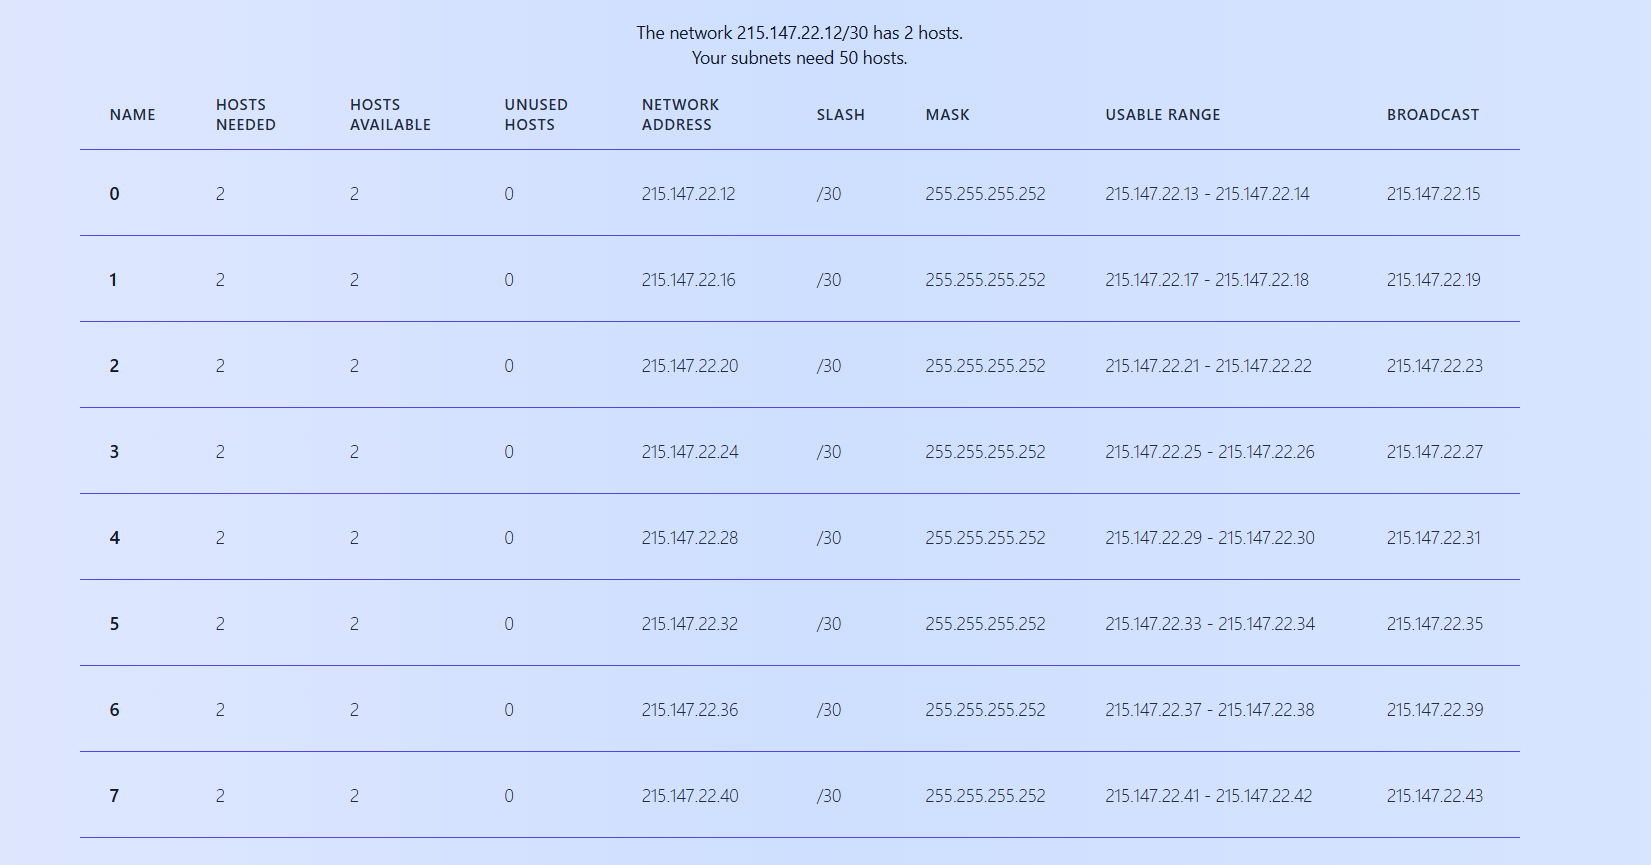 The network 215.147.22.12/30 has 2 hosts.
Your subnets need 50 hosts.
NAME HOSTS NEEDED HOSTS AVAILABLE UNUSED HOSTS NETWORK ADDRESS SLASH MASK USABLE RANGE BROADCAST
0 2 2 0 215.147.22.12 /30 255.255.255.252 215.147.22.13 - 215.147.22.14 215.147.22.15
1 2 2 0 215.147.22.16 /30 255.255.255.252 215.147.22.17 - 215.147.22.18 215.147.22.19
2 2 2 0 215.147.22.20 /30 255.255.255.252 215.147.22.21 - 215.147.22.22 215.147.22.23
3 2 2 0 215.147.22.24 /30 255.255.255.252 215.147.22.25 - 215.147.22.26 215.147.22.27
4 2 2 0 215.147.22.28 /30 255.255.255.252 215.147.22.29 - 215.147.22.30 215.147.22.31
5 2 2 0 215.147.22.32 /30 255.255.255.252 215.147.22.33 - 215.147.22.34 215.147.22.35
6 2 2 0 215.147.22.36 /30 255.255.255.252 215.147.22.37 - 215.147.22.38 215.147.22.39
7 2 2 0 215.147.22.40 /30 255.255.255.252 215.147.22.41 - 215.147.22.42 215.147.22.43